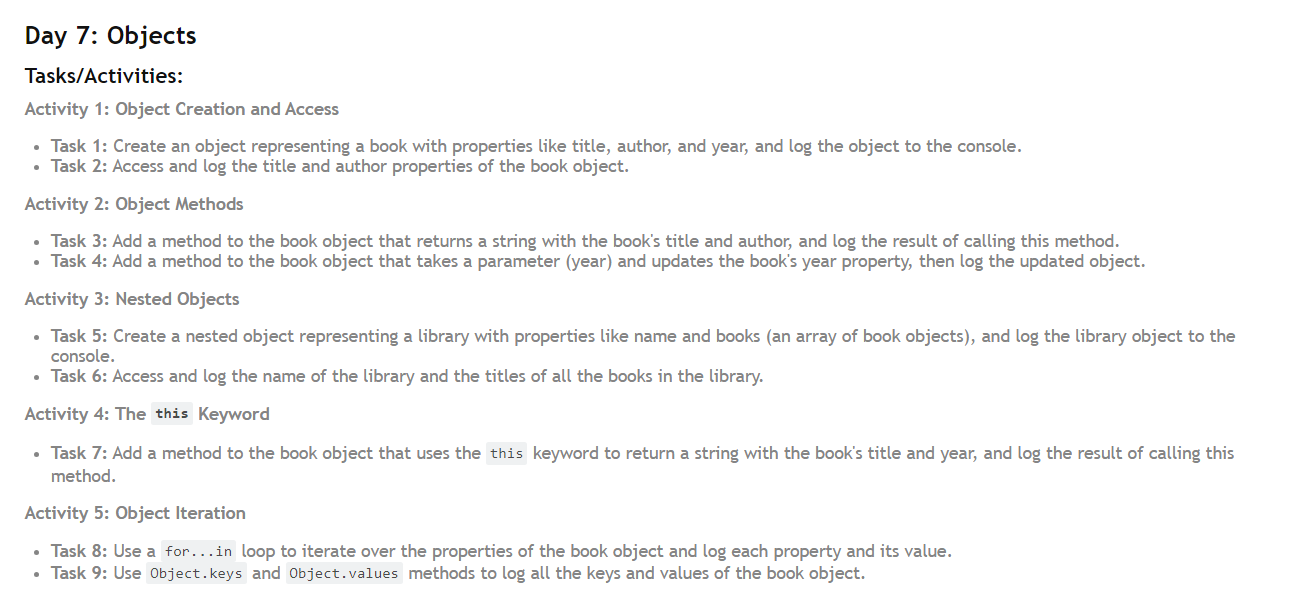 Day 7: Objects
Tasks/Activities:
Activity 1: Object Creation and Access
• Task 1: Create an object representing a book with properties like title, author, and year, and log the object to the console.
• Task 2: Access and log the title and author properties of the book object.
Activity 2: Object Methods
• Task 3: Add a method to the book object that returns a string with the book's title and author, and log the result of calling this method.
• Task 4: Add a method to the book object that takes a parameter (year) and updates the book's year property, then log the updated object.
Activity 3: Nested Objects
• Task 5: Create a nested object representing a library with properties like name and books (an array of book objects), and log the library object to the
console.
• Task 6: Access and log the name of the library and the titles of all the books in the library.
Activity 4: The this Keyword
• Task 7: Add a method to the book object that uses the this keyword to return a string with the book's title and year, and log the result of calling this
method.
Activity 5: Object Iteration
• Task 8: Use a for...in loop to iterate over the properties of the book object and log each property and its value.
• Task 9: Use Object.keys and Object.values methods to log all the keys and values of the book object.